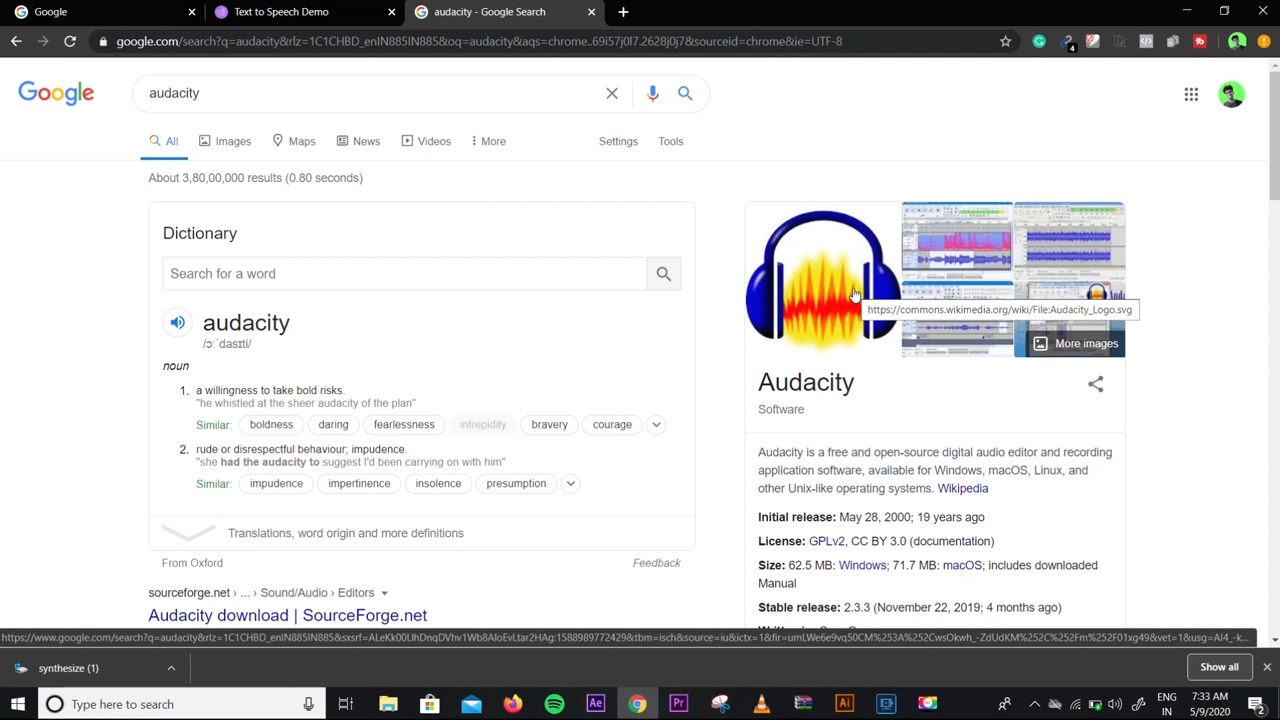 Google
Text to Speech Demo
audacity - Google Search
google.com/search?q=audacity&rlz=1C1CHBD_enIN885IN885&oq=audacity&aqs=chrome..69i57j0l7.2628j0j7&sourceid=chrome&ie=UTF-8
4
Google
audacity
All
Images
Maps
News
Videos
More
Settings
Tools
About 3,80,00,000 results (0.80 seconds)
Dictionary
Search for a word
audacity
/ɔːˈdasɪti/
noun
1. a willingness to take bold risks.
"he whistled at the sheer audacity of the plan"
Similar: boldness daring fearlessness intrepidity bravery courage
2. rude or disrespectful behaviour; impudence.
"she had the audacity to suggest I'd been carrying on with him"
Similar: impudence impertinence insolence presumption
Translations, word origin and more definitions
From Oxford
Feedback
sourceforge.net › ... › Sound/Audio › Editors
Audacity download | SourceForge.net
https://commons.wikimedia.org/wiki/File:Audacity_Logo.svg
More images
Audacity
Software
Audacity is a free and open-source digital audio editor and recording
application software, available for Windows, macOS, Linux, and
other Unix-like operating systems. Wikipedia
Initial release: May 28, 2000; 19 years ago
License: GPLv2, CC BY 3.0 (documentation)
Size: 62.5 MB: Windows; 71.7 MB: macOS; includes downloaded
Manual
Stable release: 2.3.3 (November 22, 2019; 4 months ago)
synthesize (1)
Show all
Type here to search
Ae
Pr
Ai
ENG
IN
7:33 AM
5/9/2020
2